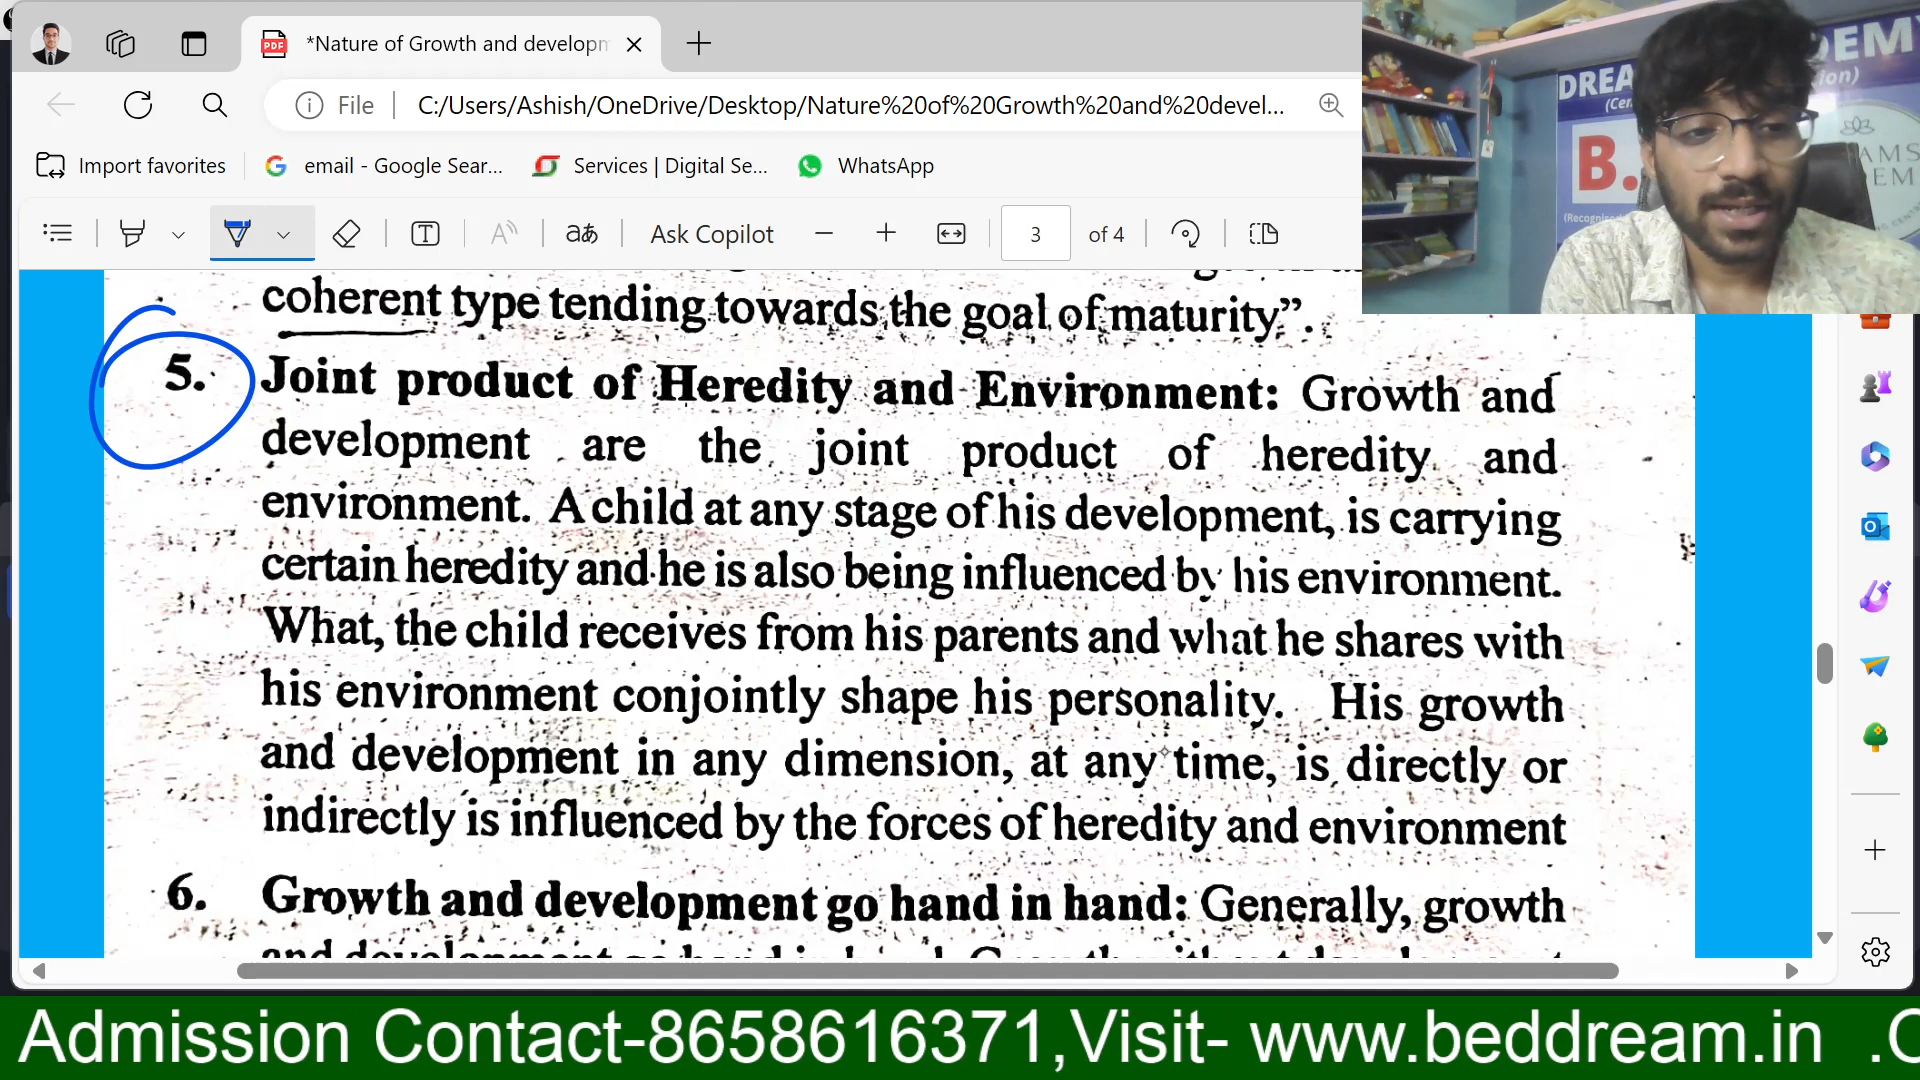 *Nature of Growth and developm
File
C:/Users/Ashish/OneDrive/Desktop/Nature%20of%20Growth%20and%20devel...
Import favorites
email - Google Sear...
Services | Digital Se...
WhatsApp
Ask Copilot
3
of 4
coherent type tending towards the goal of maturity”.
5. Joint product of Heredity and Environment: Growth and
development are the joint product of heredity and
environment. A child at any stage of his development, is carrying
certain heredity and he is also being influenced by his environment.
What, the child receives from his parents and what he shares with
his environment conjointly shape his personality. His growth
and development in any dimension, at any time, is directly or
indirectly is influenced by the forces of heredity and environment
6. Growth and development go hand in hand: Generally, growth
DREA
B.
Admission Contact-8658616371,Visit- www.beddream.in .C